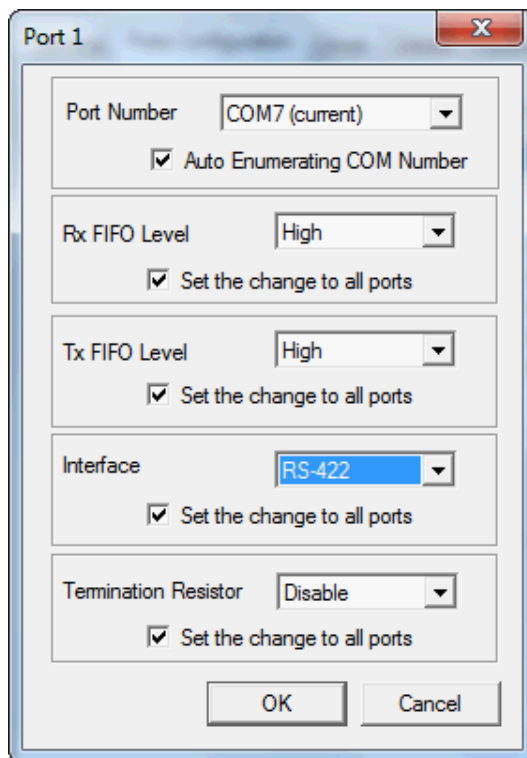 Port 1
Port Number COM7 (current)
Auto Enumerating COM Number
Rx FIFO Level High
Set the change to all ports
Tx FIFO Level High
Set the change to all ports
Interface RS-422
Set the change to all ports
Termination Resistor Disable
Set the change to all ports
OK Cancel